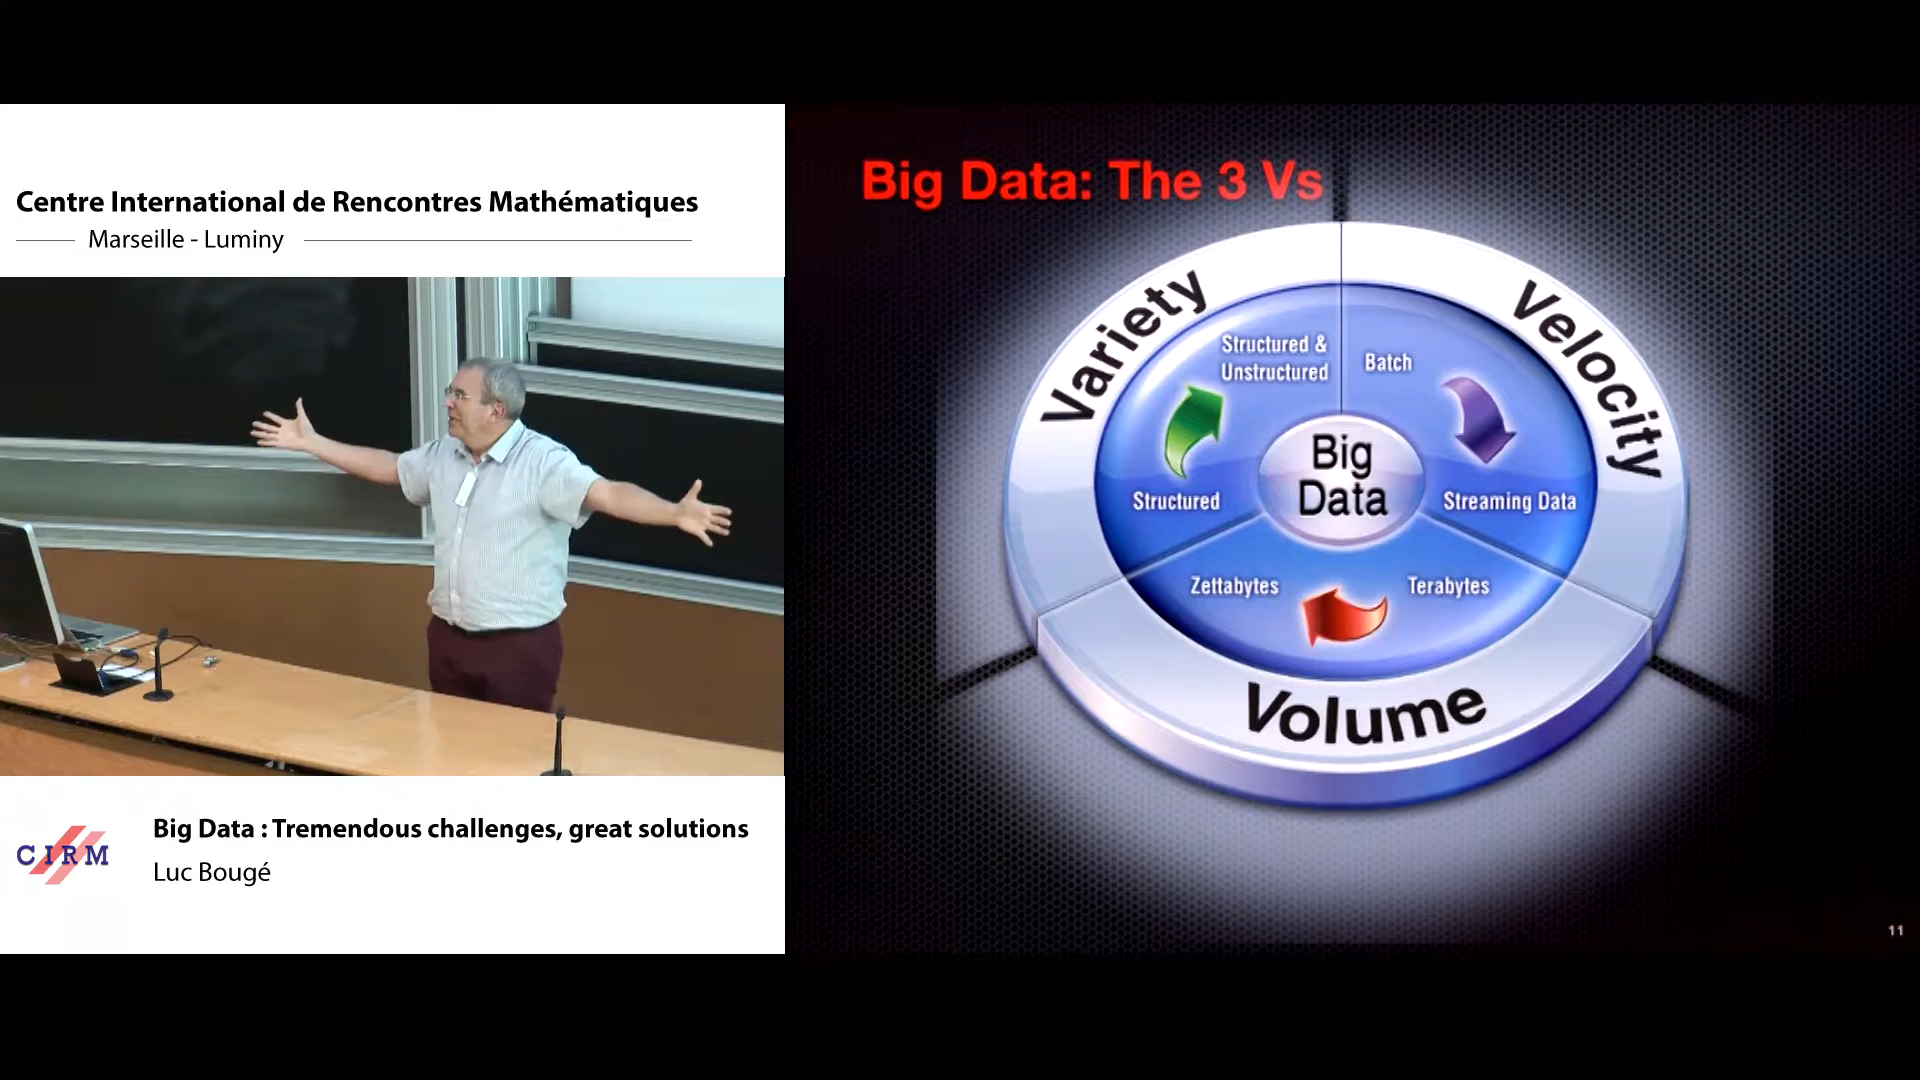 Centre International de Rencontres Mathématiques
Marseille - Luminy
CIRM
Big Data : Tremendous challenges, great solutions
Luc Bougé
Big Data: The 3 Vs
Variety
Velocity
Structured &
Unstructured
Batch
Big
Data
Structured
Streaming Data
Zettabytes
Terabytes
Volume
11